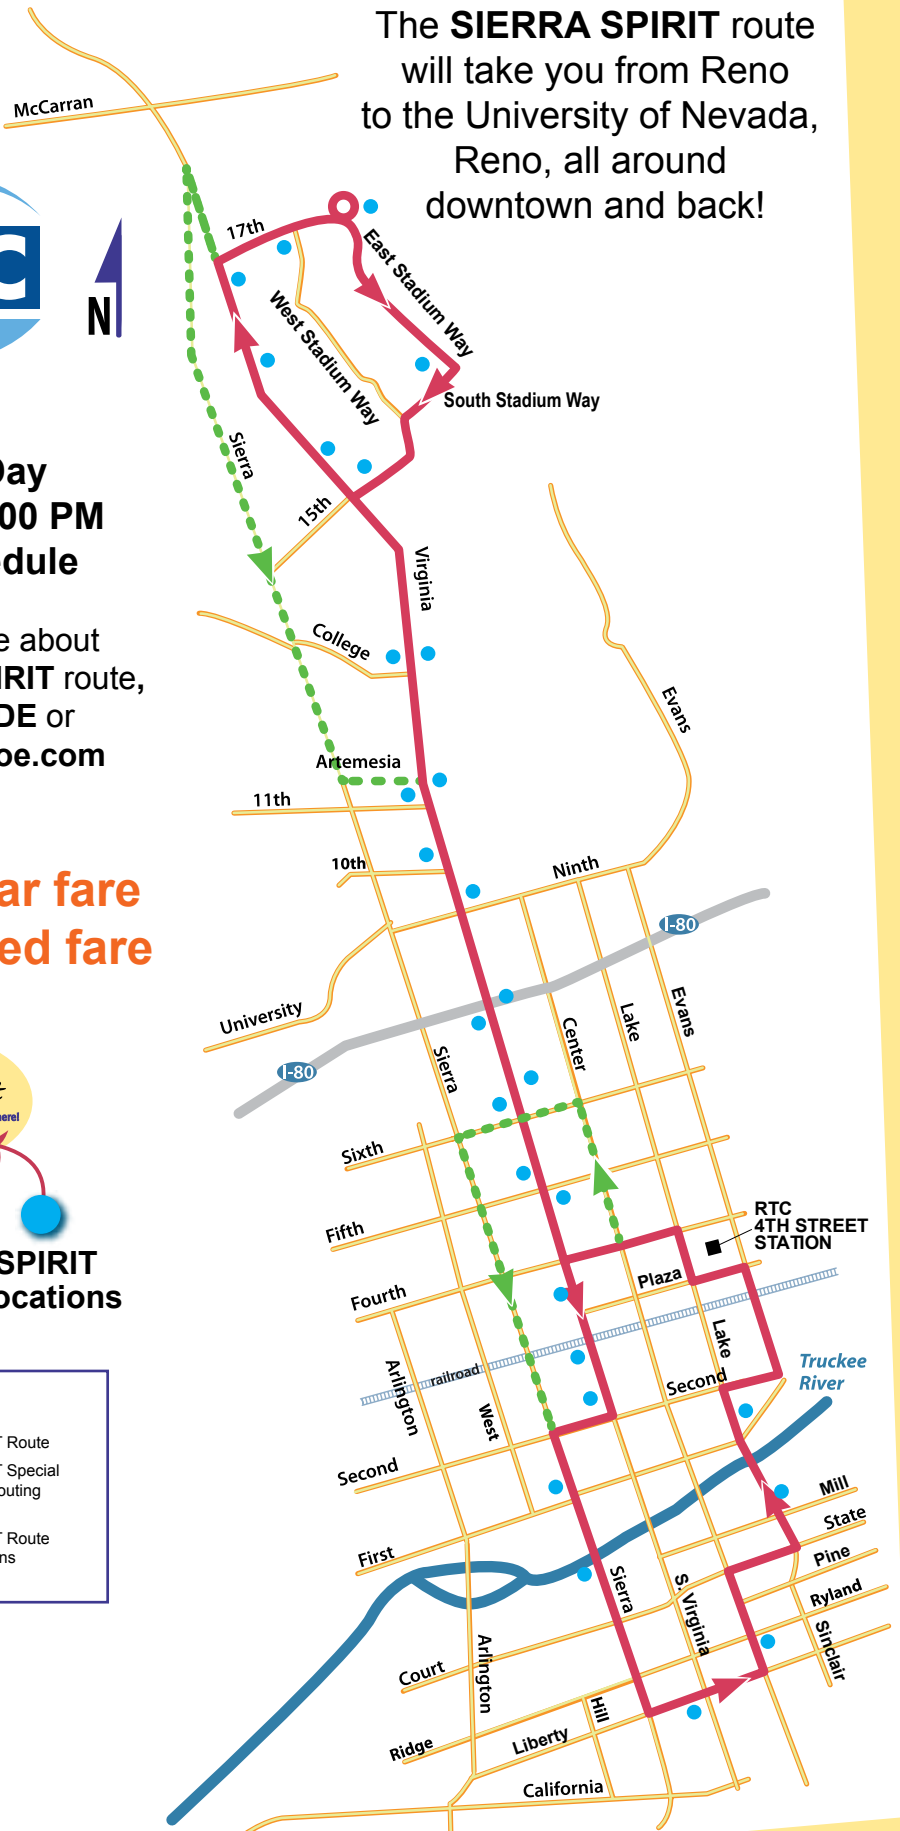 The SIERRA SPIRIT route
will take you from Reno
to the University of Nevada,
Reno, all around
downtown and back!
McCarran
17th
East Stadium Way
C
N
West Stadium Way
South Stadium Way
Sierra
Day
00 PM
edule
15th
Virginia
College
e about
IRIT route,
DE or
oe.com
Evans
Artemesia
11th
10th
Ninth
ar fare
ed fare
I-80
University
Center
Lake
Evans
Sierra
I-80
Sixth
Fifth
RTC
4TH STREET
STATION
SPIRIT
ocations
Plaza
Fourth
Lake
Arlington
railroad
Truckee
River
Second
West
T Route
T Special
outing
T Route
ns
Second
Mill
State
First
Pine
Sierra
S. Virginia
Ryland
Sinclair
Court
Arlington
Ridge
Hill
Liberty
California